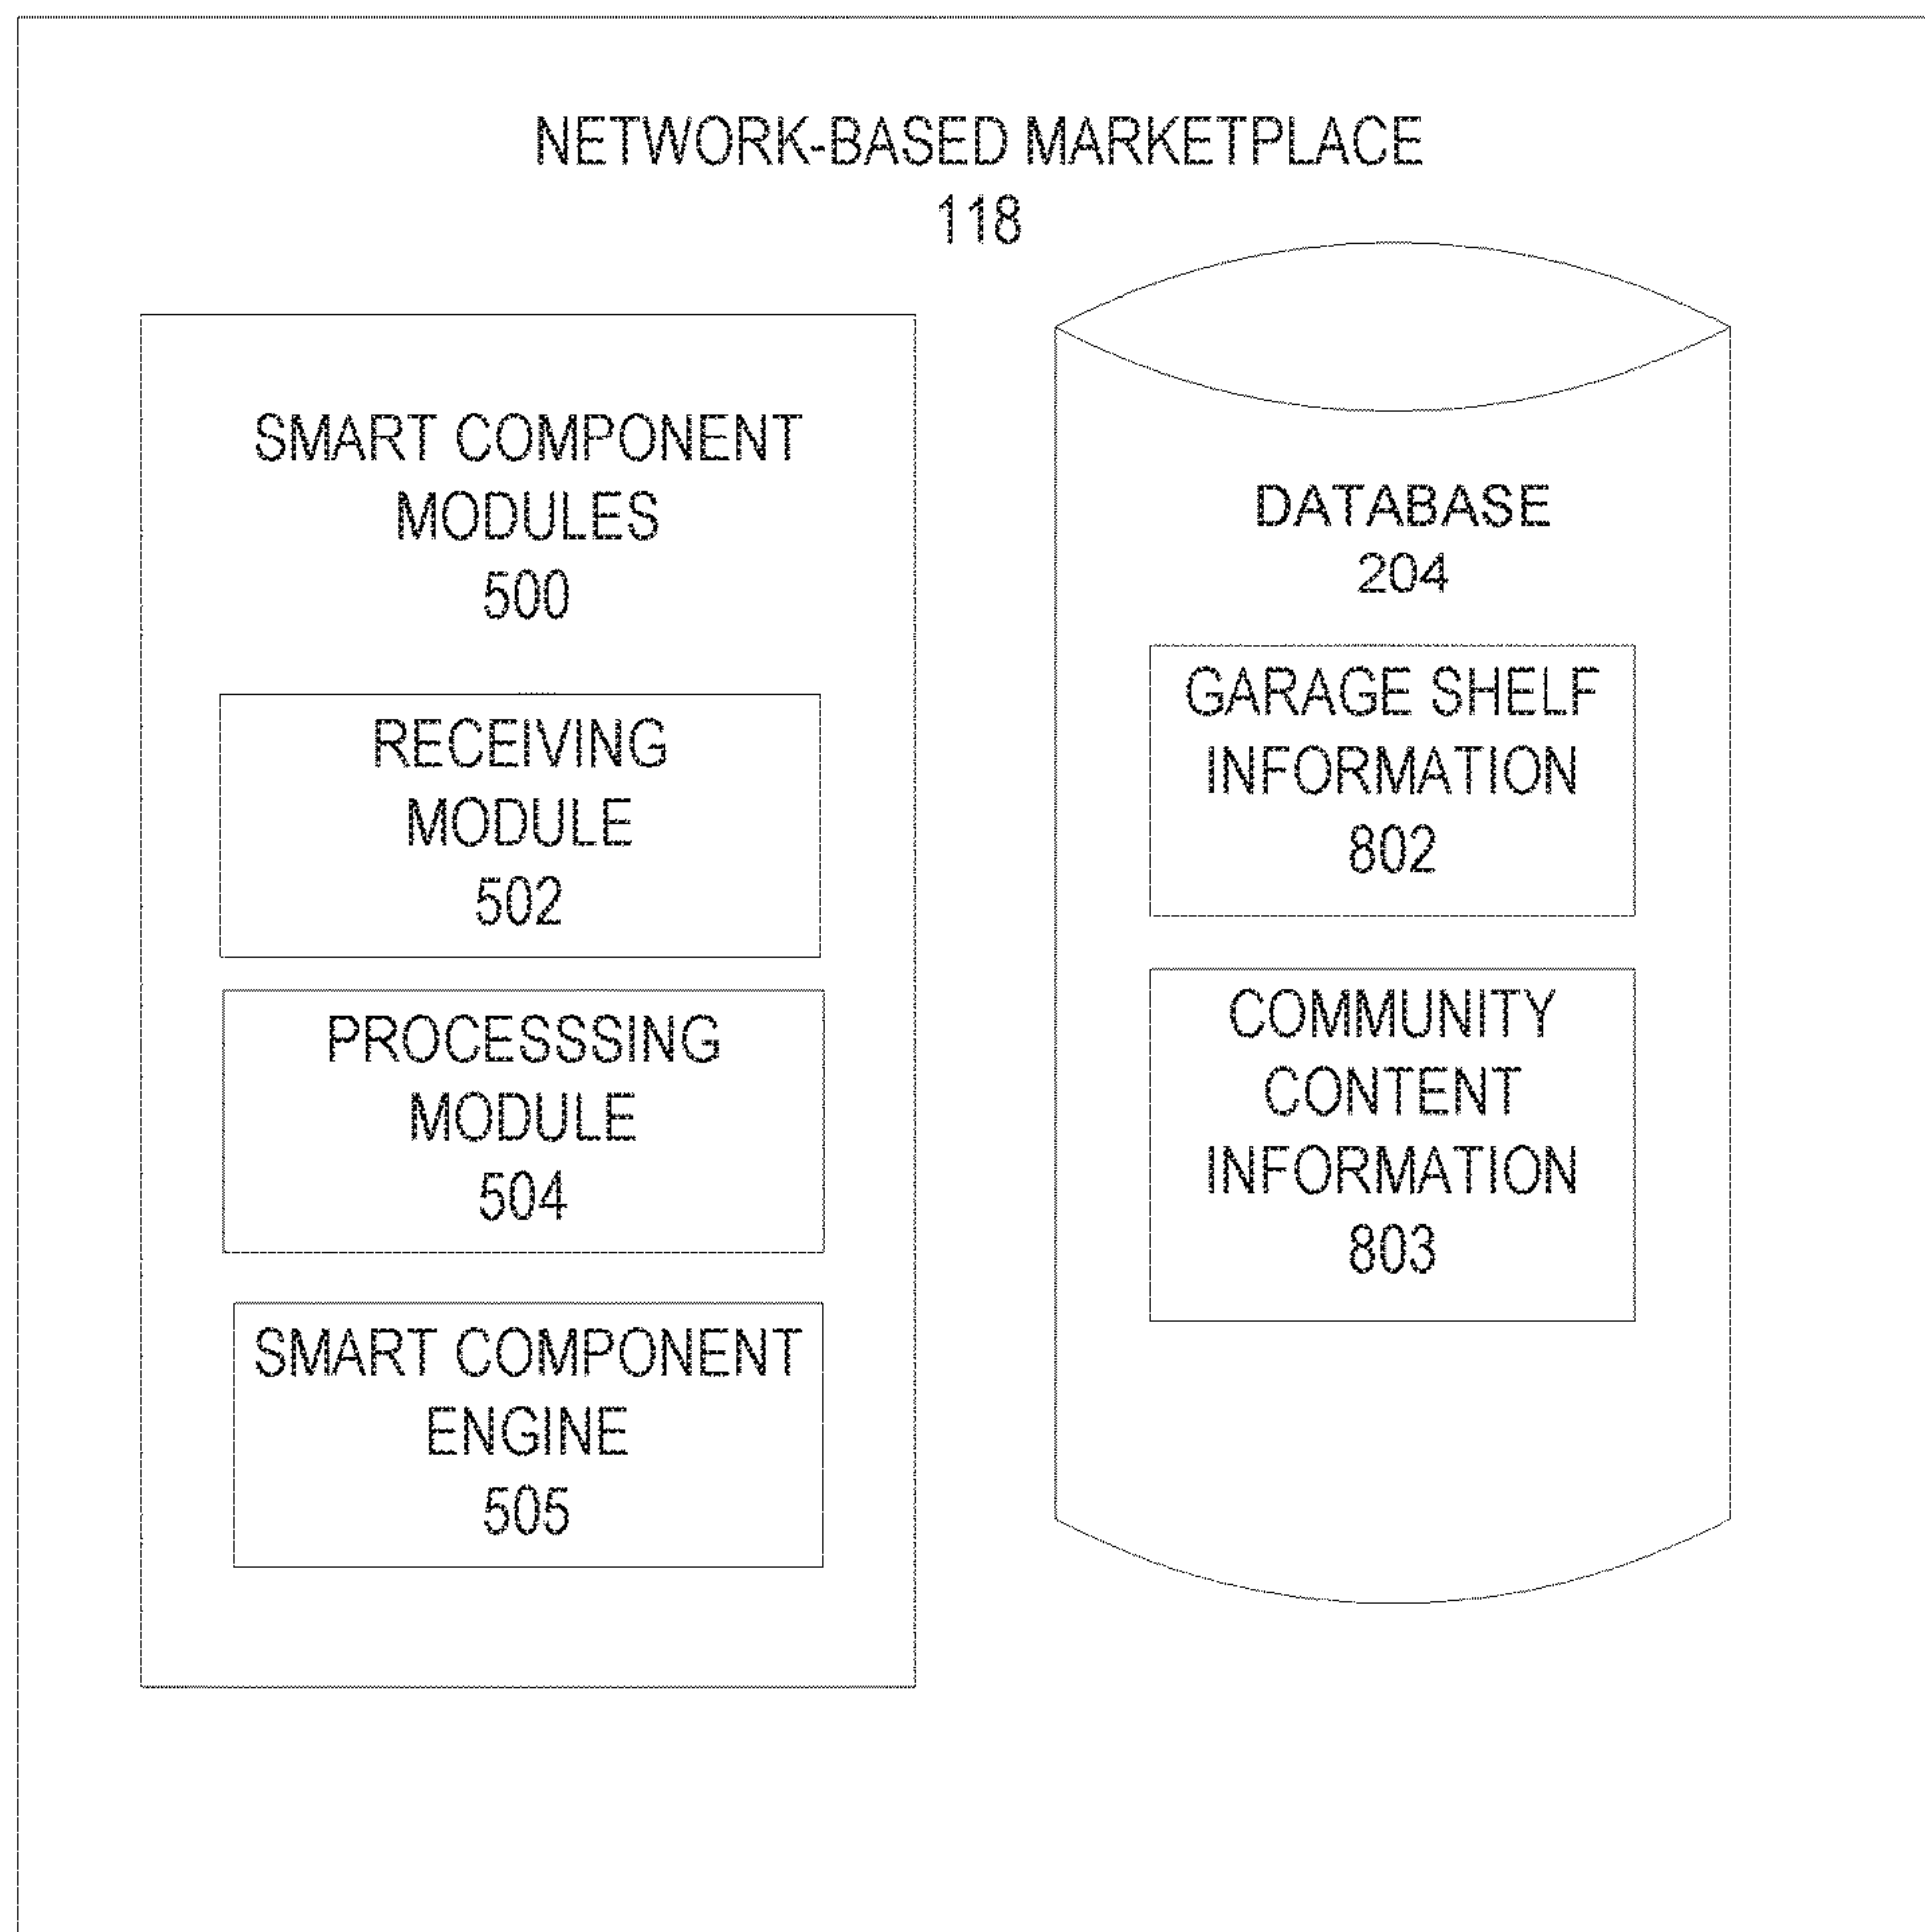 NETWORK-BASED MARKETPLACE
118
SMART COMPONENT
MODULES
500
RECEIVING
MODULE
502
PROCESSSING
MODULE
504
SMART COMPONENT
ENGINE
505
DATABASE
204
GARAGE SHELF
INFORMATION
802
COMMUNITY
CONTENT
INFORMATION
803